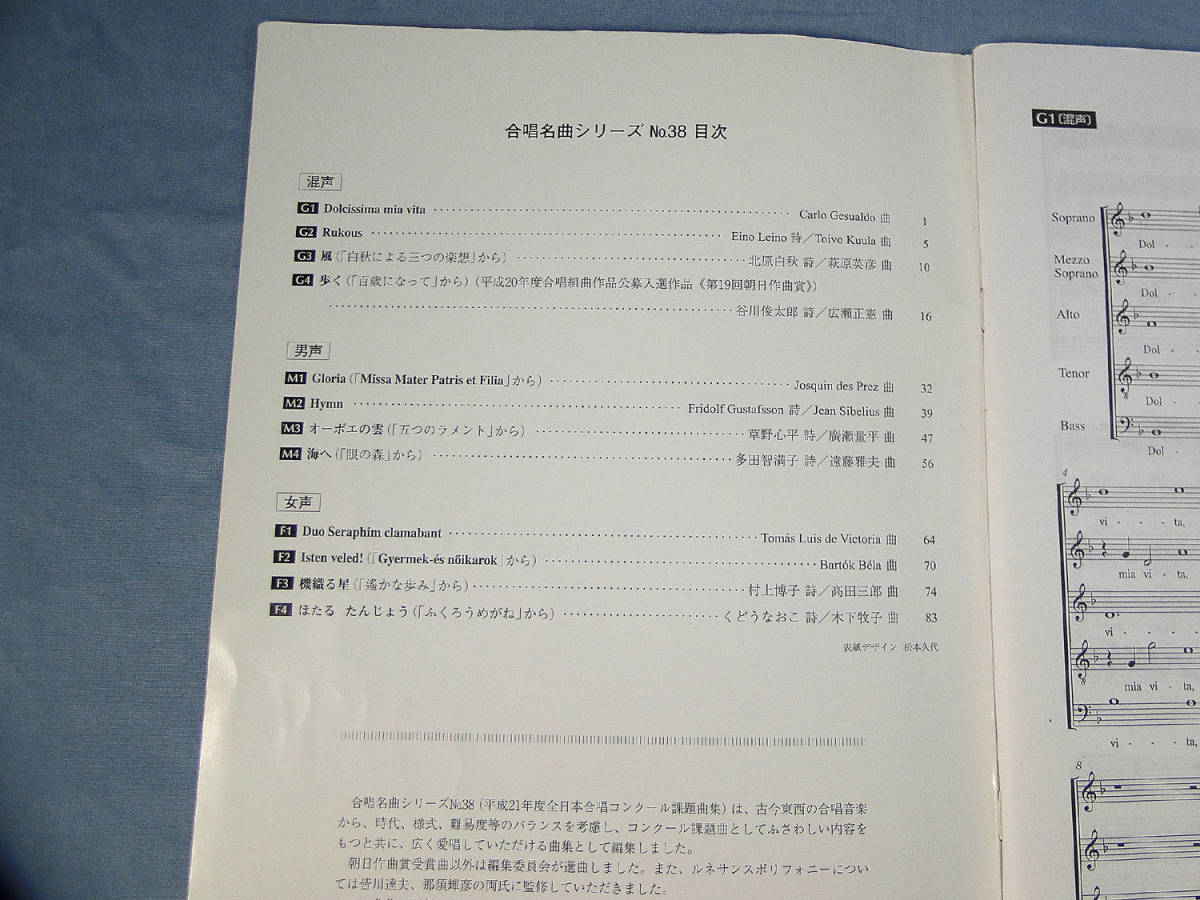 合唱名曲シリーズ No.38 目次
混声
G1 Dolcissima mia vita ………… Carlo Gesualdo 曲 1
G2 Rukous ………… Eino Leino 詩／Toivo Kuula 曲 5
G3 風(「白秋による三つの楽想」から) ………… 北原白秋 詩／萩原英彦 曲 10
G4 歩く(「百歳になって」から)(平成20年度合唱組曲作品公募入選作品《第19回朝日作曲賞》)
………… 谷川俊太郎 詩／広瀬正憲 曲 16
男声
M1 Gloria(「Missa Mater Patris et Filia」から) ………… Josquin des Prez 曲 32
M2 Hymn ………… Fridolf Gustafsson 詩／Jean Sibelius 曲 39
M3 オーボエの雲(「五つのラメント」から) ………… 草野心平 詩／廣瀬量平 曲 47
M4 海へ(「眼の森」から) ………… 多田智満子 詩／遠藤雅夫 曲 56
女声
F1 Duo Seraphim clamabant ………… Tomás Luis de Victoria 曲 64
F2 Isten veled!(「Gyermek-és nőikarok」から) ………… Bartók Béla 曲 70
F3 機織る星(「遙かな歩み」から) ………… 村上博子 詩／高田三郎 曲 74
F4 ほたる たんじょう(「ふくろうめがね」から) ………… くどうなおこ 詩／木下牧子 曲 83
表紙デザイン 松本久代
合唱名曲シリーズNo.38(平成21年度全日本合唱コンクール課題曲集)は、古今東西の合唱音楽
から、時代、様式、難易度等のバランスを考慮し、コンクール課題曲としてふさわしい内容を
もつと共に、広く愛唱していただける曲集として編集しました。
朝日作曲賞受賞曲以外は編集委員会が選曲しました。また、ルネサンスポリフォニーについ
ては皆川達夫、那須輝彦の両氏に監修していただきました。
G1〔混声〕
Soprano
Dol - -
Mezzo
Soprano
Dol - -
Alto
Dol -
Tenor
Dol -
Bass
Dol
4
vi - - - ta,
mia vi - ta,
vi - - -
mia vi - ta,
vi - - - ta,
8